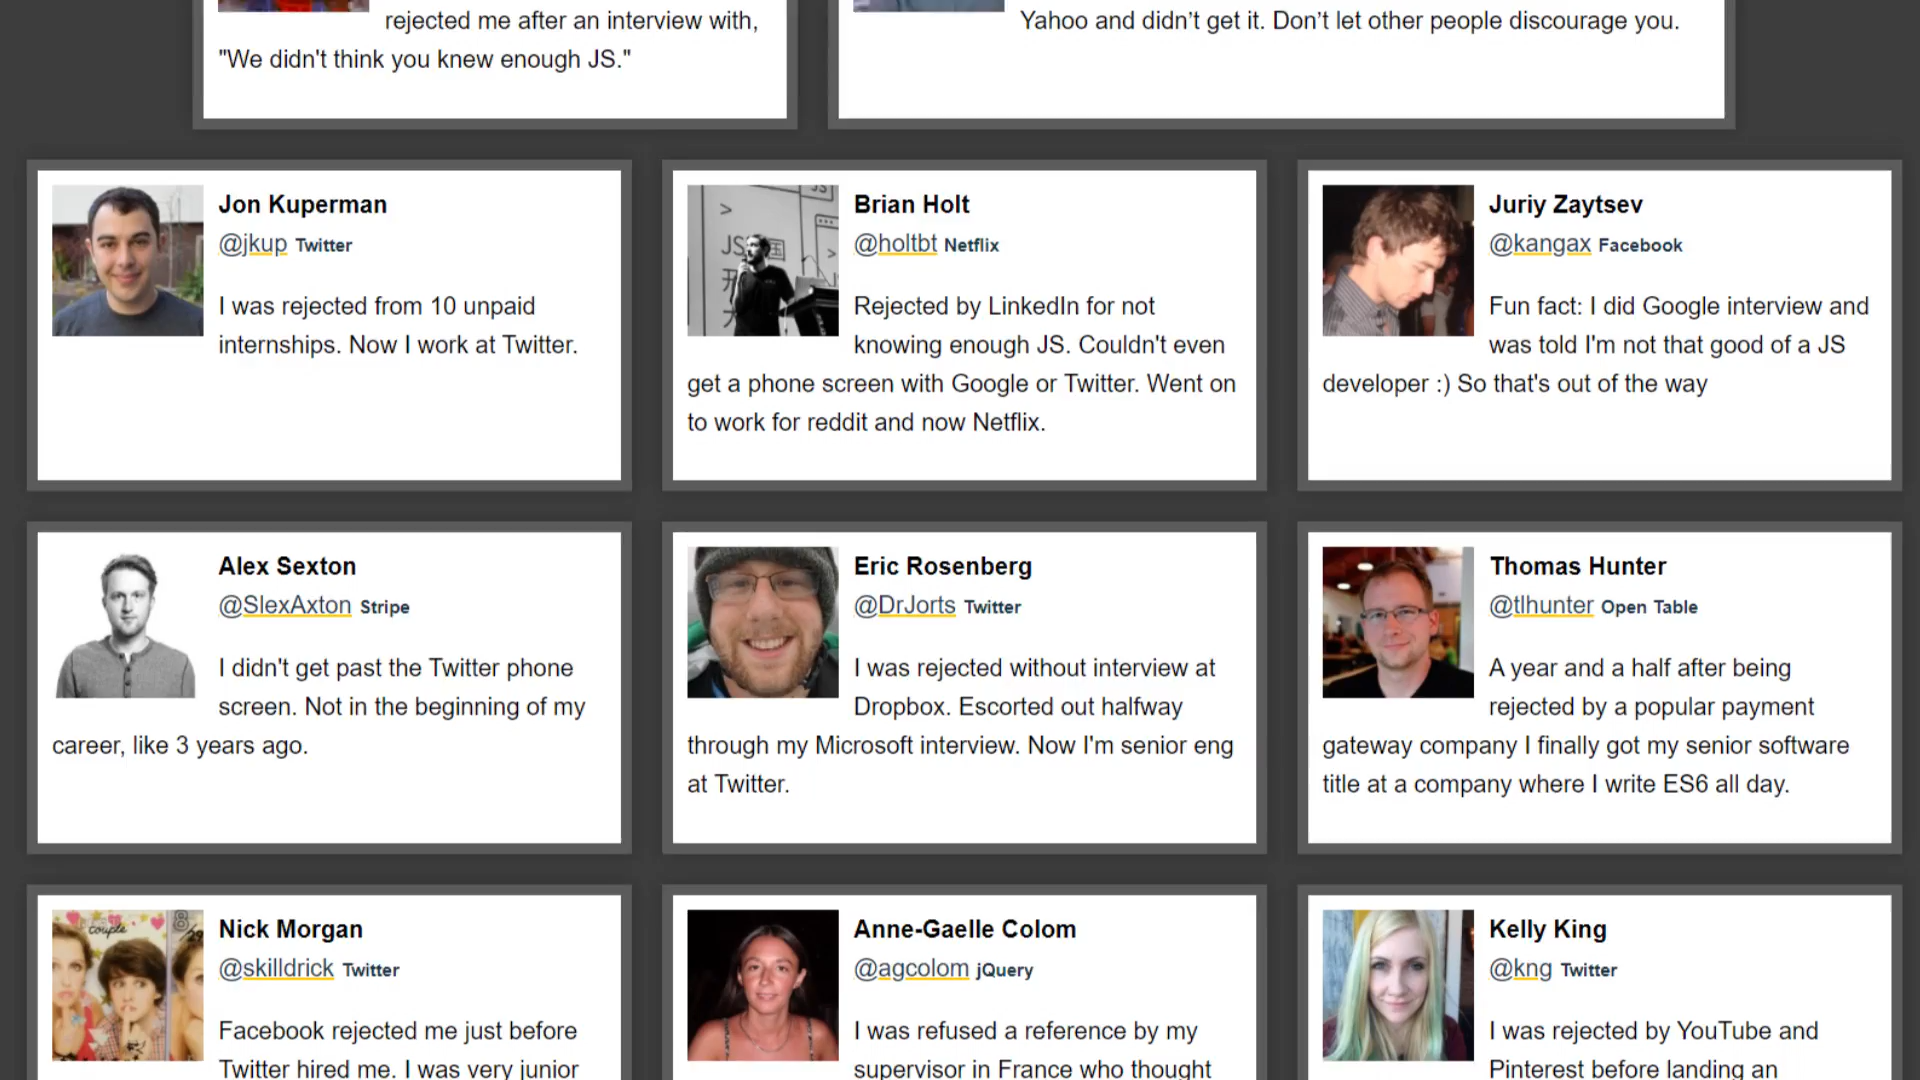 rejected me after an interview with,
"We didn't think you knew enough JS."
Yahoo and didn’t get it. Don’t let other people discourage you.
Jon Kuperman
@jkup Twitter
I was rejected from 10 unpaid
internships. Now I work at Twitter.
Brian Holt
@holtbt Netflix
Rejected by LinkedIn for not
knowing enough JS. Couldn't even
get a phone screen with Google or Twitter. Went on
to work for reddit and now Netflix.
Juriy Zaytsev
@kangax Facebook
Fun fact: I did Google interview and
was told I'm not that good of a JS
developer :) So that's out of the way
Alex Sexton
@SlexAxton Stripe
I didn't get past the Twitter phone
screen. Not in the beginning of my
career, like 3 years ago.
Eric Rosenberg
@DrJorts Twitter
I was rejected without interview at
Dropbox. Escorted out halfway
through my Microsoft interview. Now I'm senior eng
at Twitter.
Thomas Hunter
@tlhunter Open Table
A year and a half after being
rejected by a popular payment
gateway company I finally got my senior software
title at a company where I write ES6 all day.
couple
8/29
Nick Morgan
@skilldrick Twitter
Facebook rejected me just before
Twitter hired me. I was very junior
Anne-Gaelle Colom
@agcolom jQuery
I was refused a reference by my
supervisor in France who thought
Kelly King
@kng Twitter
I was rejected by YouTube and
Pinterest before landing an